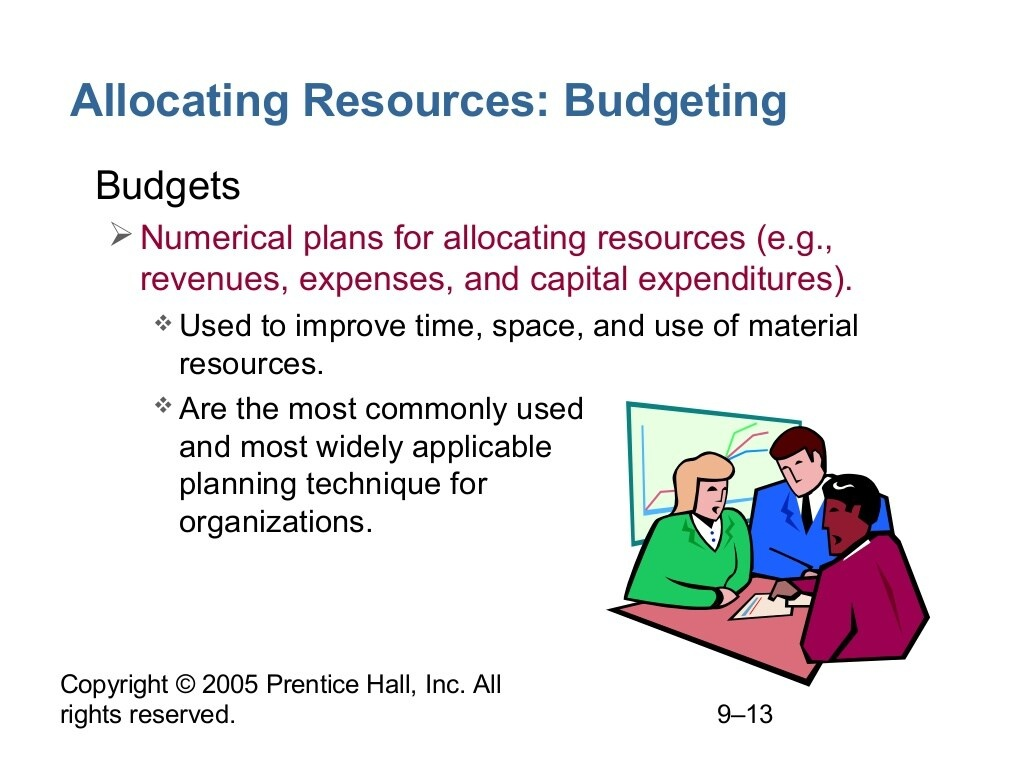 Allocating Resources: Budgeting
Budgets
Numerical plans for allocating resources (e.g.,
revenues, expenses, and capital expenditures).
Used to improve time, space, and use of material
resources.
Are the most commonly used
and most widely applicable
planning technique for
organizations.
Copyright © 2005 Prentice Hall, Inc. All
rights reserved.
9–13